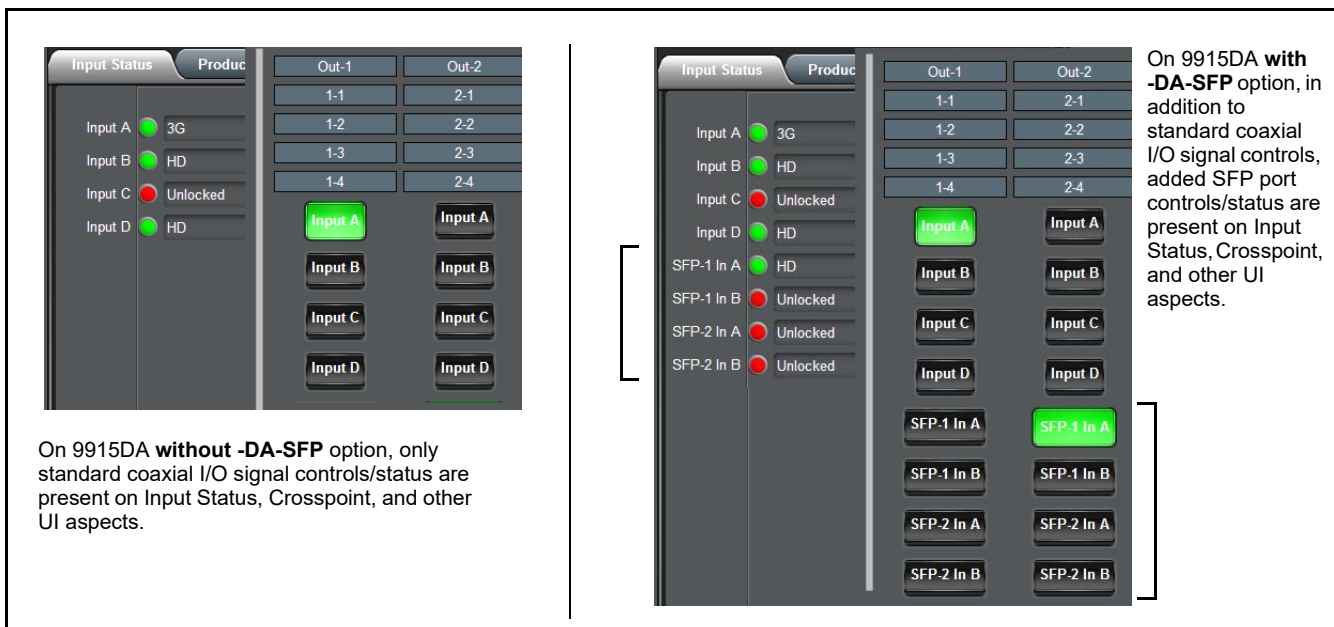 Input Status Produc
Out-1 Out-2
1-1 2-1
1-2 2-2
1-3 2-3
1-4 2-4
Input A 3G
Input B HD
Input C Unlocked
Input D HD
Input A Input A
Input B Input B
Input C Input C
Input D Input D
On 9915DA without -DA-SFP option, only
standard coaxial I/O signal controls/status are
present on Input Status, Crosspoint, and other
UI aspects.
Input Status Produc
Out-1 Out-2
1-1 2-1
1-2 2-2
1-3 2-3
1-4 2-4
Input A 3G
Input B HD
Input C Unlocked
Input D HD
SFP-1 In A HD
SFP-1 In B Unlocked
SFP-2 In A Unlocked
SFP-2 In B Unlocked
Input A Input A
Input B Input B
Input C Input C
Input D Input D
SFP-1 In A SFP-1 In A
SFP-1 In B SFP-1 In B
SFP-2 In A SFP-2 In A
SFP-2 In B SFP-2 In B
On 9915DA with
-DA-SFP option, in
addition to
standard coaxial
I/O signal controls,
added SFP port
controls/status are
present on Input
Status, Crosspoint,
and other UI
aspects.